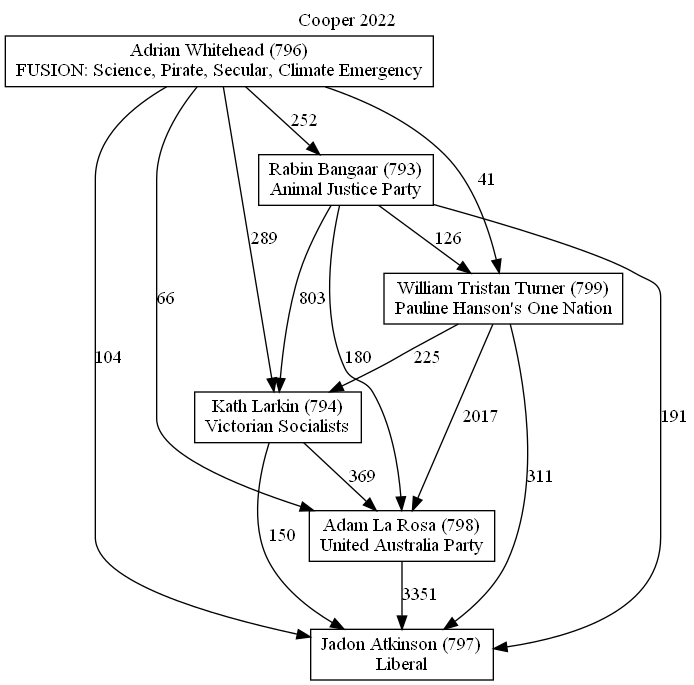 Cooper 2022
Adrian Whitehead (796)
FUSION: Science, Pirate, Secular, Climate Emergency
252
Rabin Bangaar (793)
Animal Justice Party
41
289
126
William Tristan Turner (799)
Pauline Hanson's One Nation
66
803
104
180
225
Kath Larkin (794)
Victorian Socialists
2017
191
369
311
Adam La Rosa (798)
United Australia Party
150
3351
Jadon Atkinson (797)
Liberal